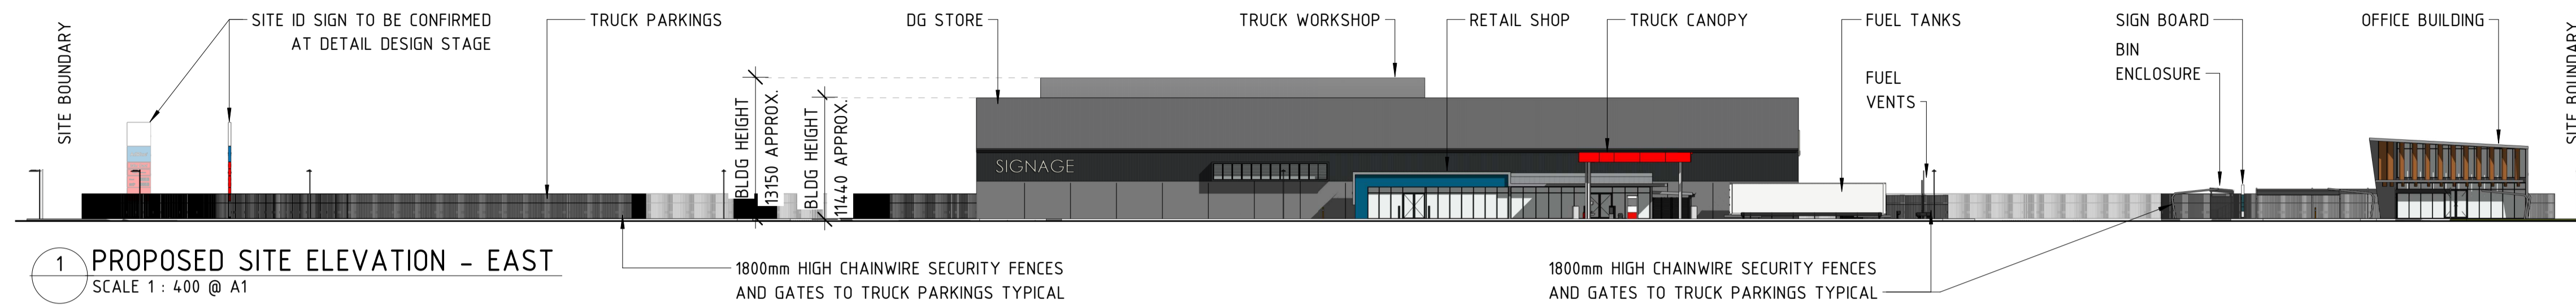 SITE BOUNDARY
SITE ID SIGN TO BE CONFIRMED
AT DETAIL DESIGN STAGE
TRUCK PARKINGS
DG STORE
TRUCK WORKSHOP
RETAIL SHOP
TRUCK CANOPY
FUEL TANKS
FUEL
VENTS
SIGN BOARD
BIN
ENCLOSURE
OFFICE BUILDING
SITE BOUNDARY
BLDG HEIGHT
13150 APPROX.
BLDG HEIGHT
11440 APPROX.
SIGNAGE
1 PROPOSED SITE ELEVATION - EAST
SCALE 1 : 400 @ A1
1800mm HIGH CHAINWIRE SECURITY FENCES
AND GATES TO TRUCK PARKINGS TYPICAL
1800mm HIGH CHAINWIRE SECURITY FENCES
AND GATES TO TRUCK PARKINGS TYPICAL